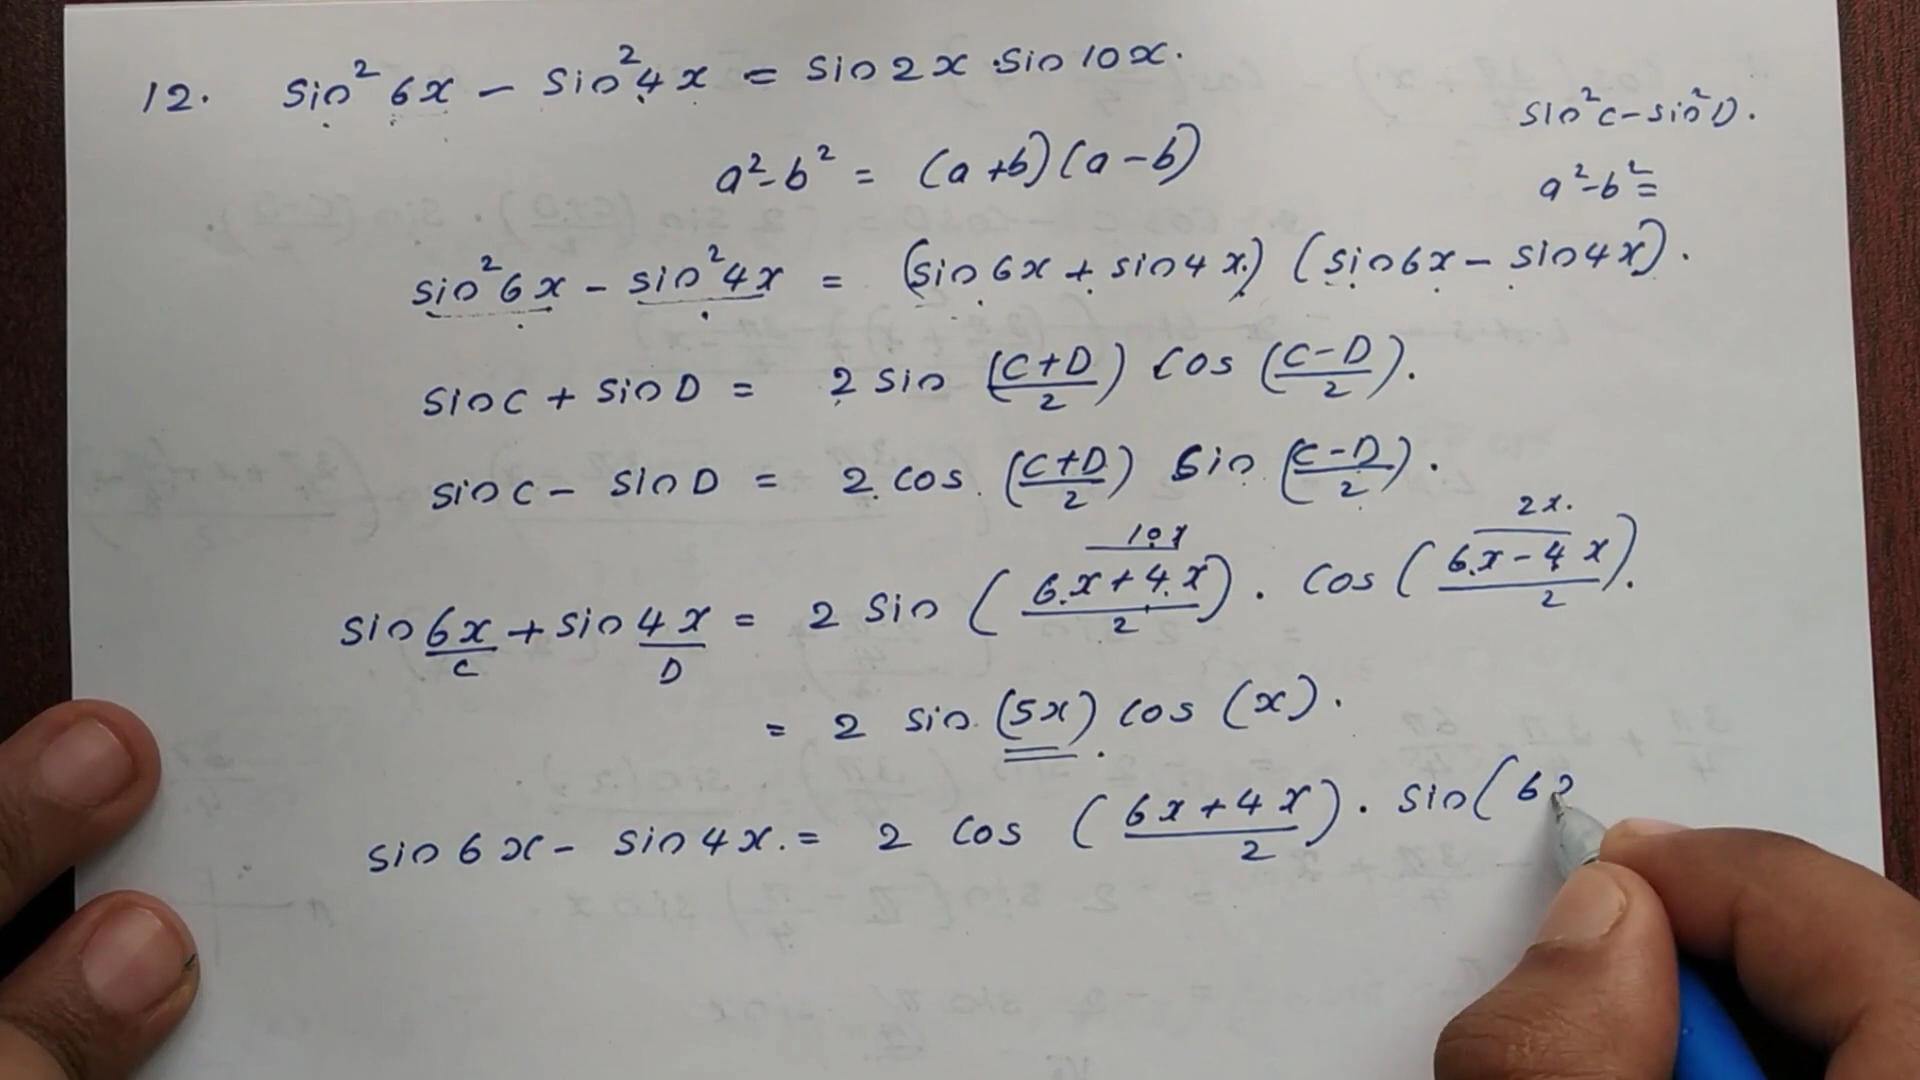 12. sin² 6x - sin² 4x = sin 2x · sin 10x.
sin² C - sin² D.
a² - b² = (a + b) (a - b)
a² - b² =
sin² 6x - sin² 4x = (sin 6x + sin 4x) (sin 6x - sin 4x).
sin C + sin D = 2 sin ((C+D)/2) cos ((C-D)/2).
sin C - sin D = 2 cos ((C+D)/2) sin ((C-D)/2).
10x 2x.
sin 6x + sin 4x = 2 sin ((6x+4x)/2) . cos ((6x-4x)/2).
C D
= 2 sin (5x) cos (x).
sin 6x - sin 4x = 2 cos ((6x+4x)/2) . sin (6